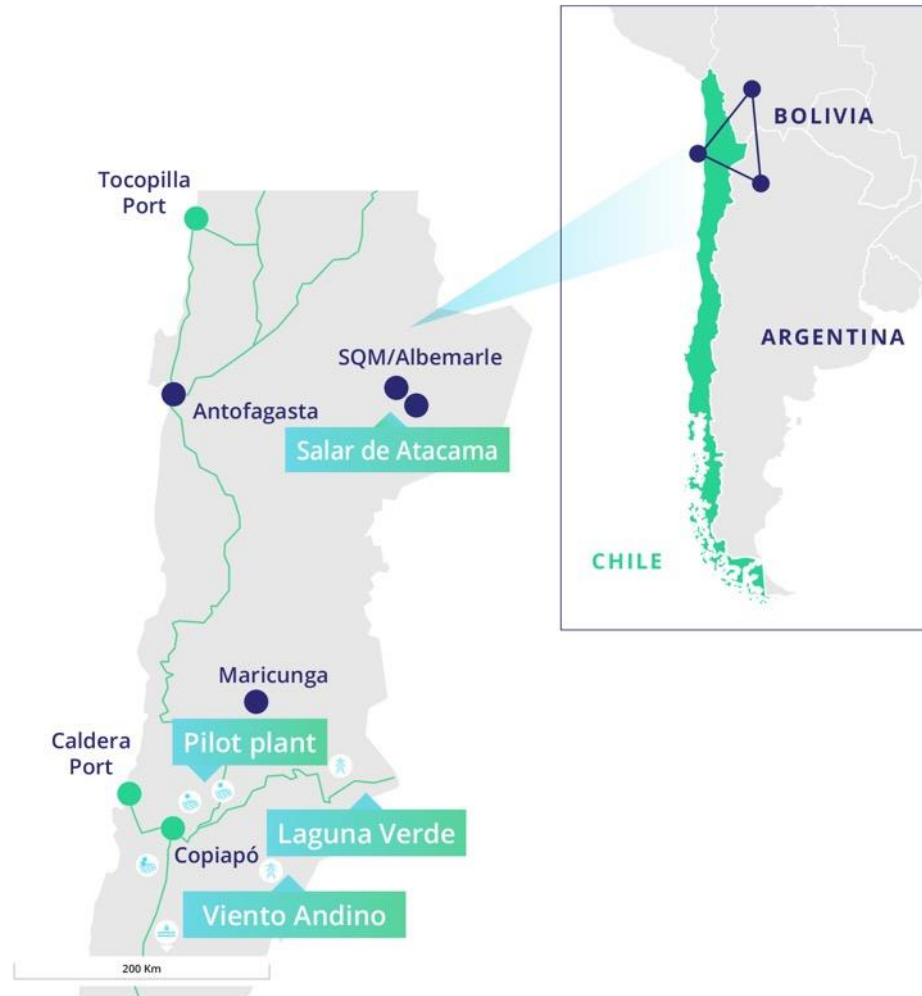 BOLIVIA
ARGENTINA
CHILE
Tocopilla
Port
SQM/Albemarle
Antofagasta
Salar de Atacama
Maricunga
Pilot plant
Caldera
Port
Laguna Verde
Copiapó
Viento Andino
200 Km